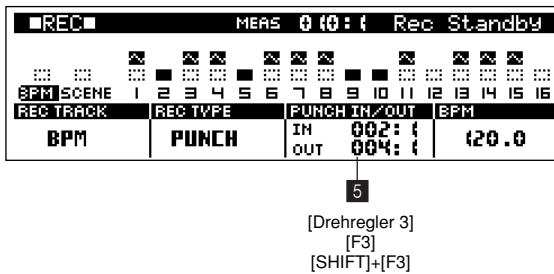 ■REC■ MEAS 010:1 Rec Standby
BPM SCENE 1 2 3 4 5 6 7 8 9 10 11 12 13 14 15 16
REC TRACK REC TYPE PUNCH IN/OUT BPM
BPM PUNCH IN 002:1 120.0
OUT 004:1
5
[Drehregler 3]
[F3]
[SHIFT]+[F3]